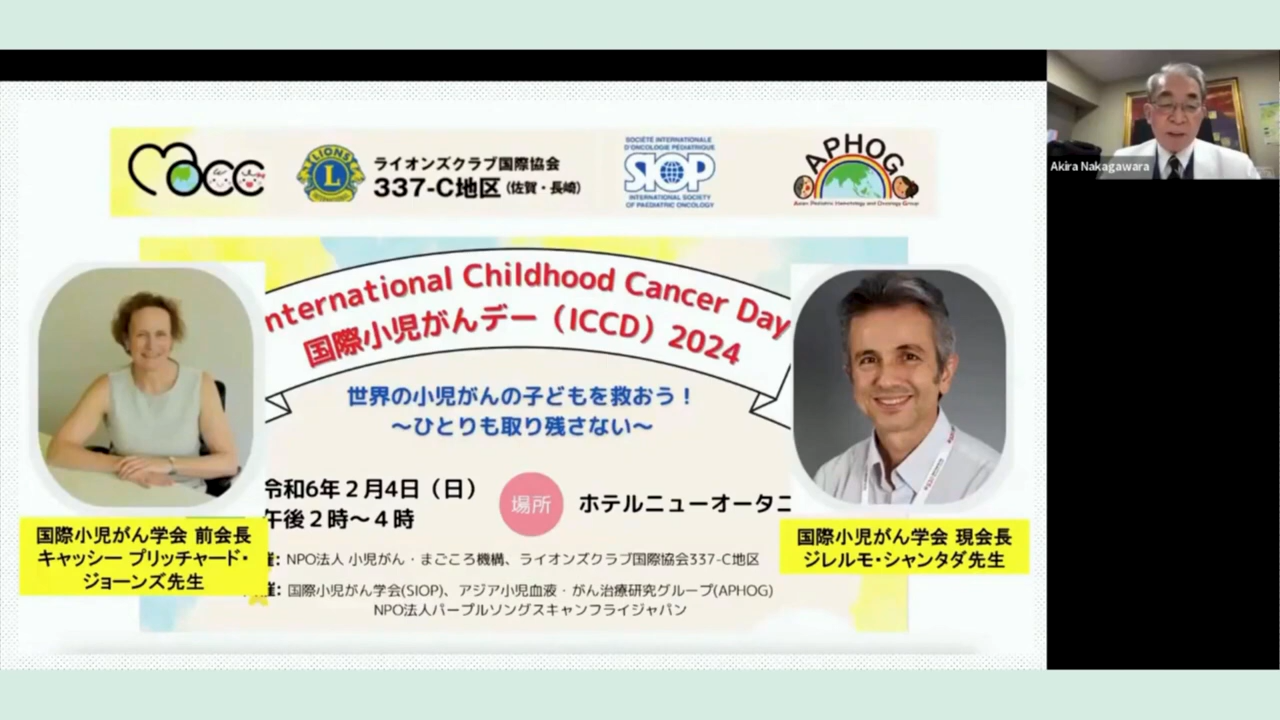 macc
LIONS
L
INTERNATIONAL
ライオンズクラブ国際協会
337-C地区(佐賀・長崎)
SOCIÉTÉ INTERNATIONALE
D'ONCOLOGIE PÉDIATRIQUE
SIOP
INTERNATIONAL SOCIETY
OF PAEDIATRIC ONCOLOGY
APHOG
Asian Pediatric Hematology and Oncology Group
Akira Nakagawara
nternational Childhood Cancer Day
国際小児がんデー（ICCD）2024
世界の小児がんの子どもを救おう！
～ひとりも取り残さない～
令和6年２月4日（日）
午後２時～４時
場所
ホテルニューオータニ
国際小児がん学会 前会長
キャッシー プリッチャード・
ジョーンズ先生
国際小児がん学会 現会長
ジレルモ・シャンタダ先生
催: NPO法人 小児がん・まごころ機構、ライオンズクラブ国際協会337-C地区
催: 国際小児がん学会(SIOP)、アジア小児血液・がん治療研究グループ(APHOG)
NPO法人パープルソングスキャンフライジャパン